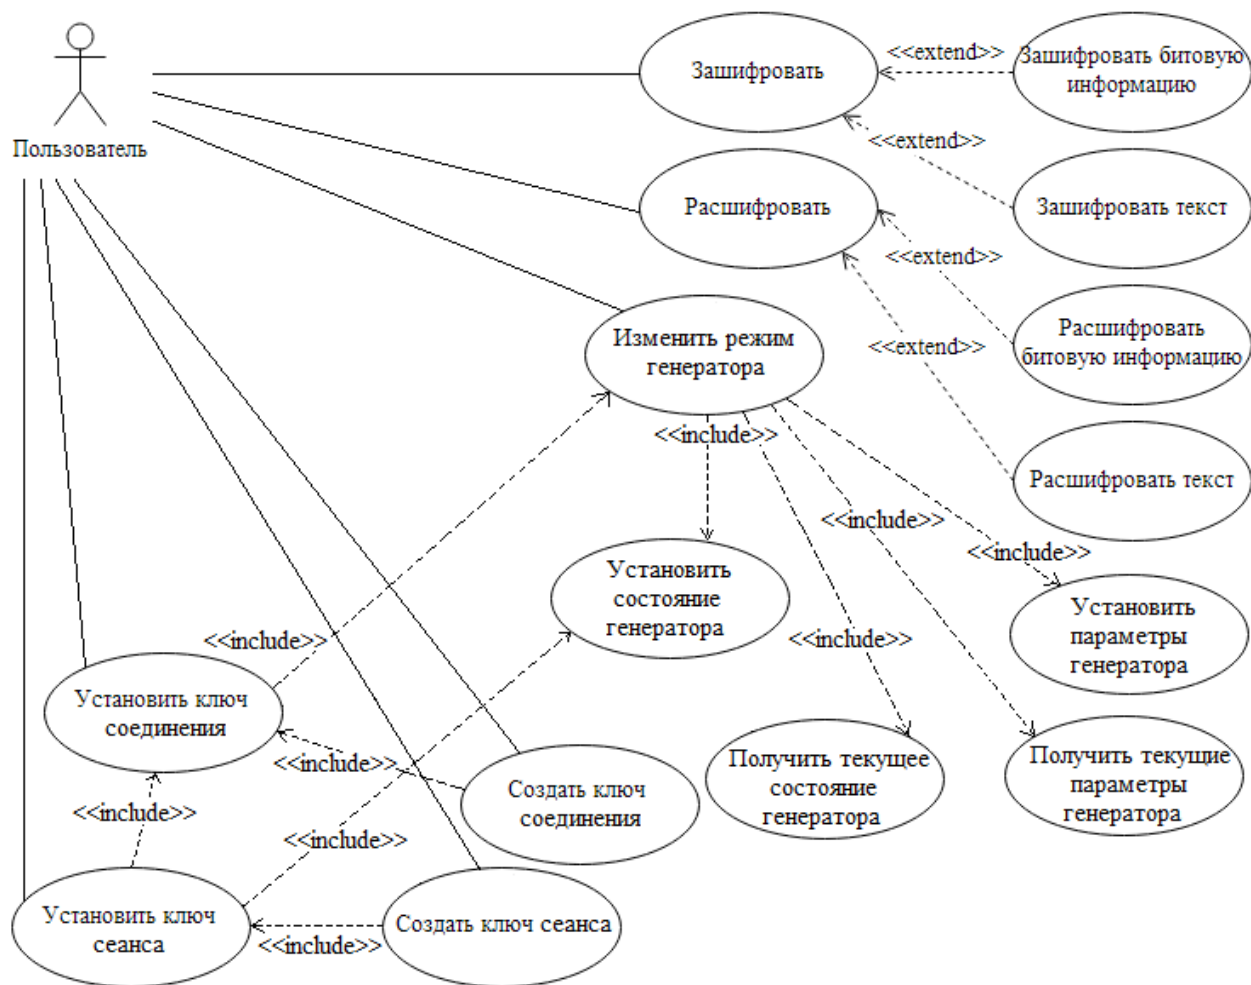 Пользователь
Зашифровать
<<extend>>
Зашифровать битовую
информацию
<<extend>>
Расшифровать
Зашифровать текст
<<extend>>
Изменить режим
генератора
<<extend>>
Расшифровать
битовую информацию
<<include>>
Расшифровать текст
<<include>>
<<include>>
Установить
состояние
генератора
Установить
параметры
генератора
<<include>>
<<include>>
Установить ключ
соединения
<<include>>
Получить текущее
состояние
генератора
Получить текущие
параметры
генератора
Создать ключ
соединения
<<include>>
<<include>>
Установить ключ
сеанса
<<include>>
Создать ключ сеанса